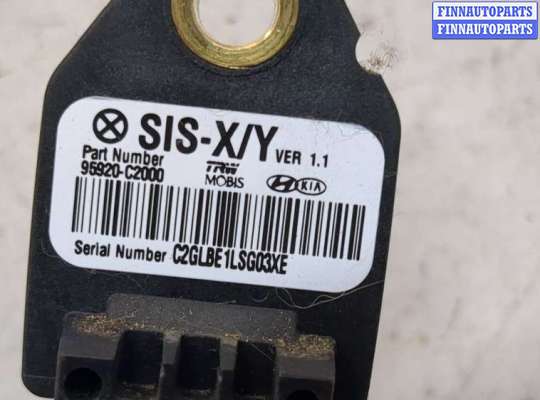 FINNAUTOPARTS
FINNAUTOPARTS
SIS-X/Y VER 1.1
Part Number
95920-C2000
TRW
MOBIS
KIA
Serial Number C2GLBE1LSG03XE